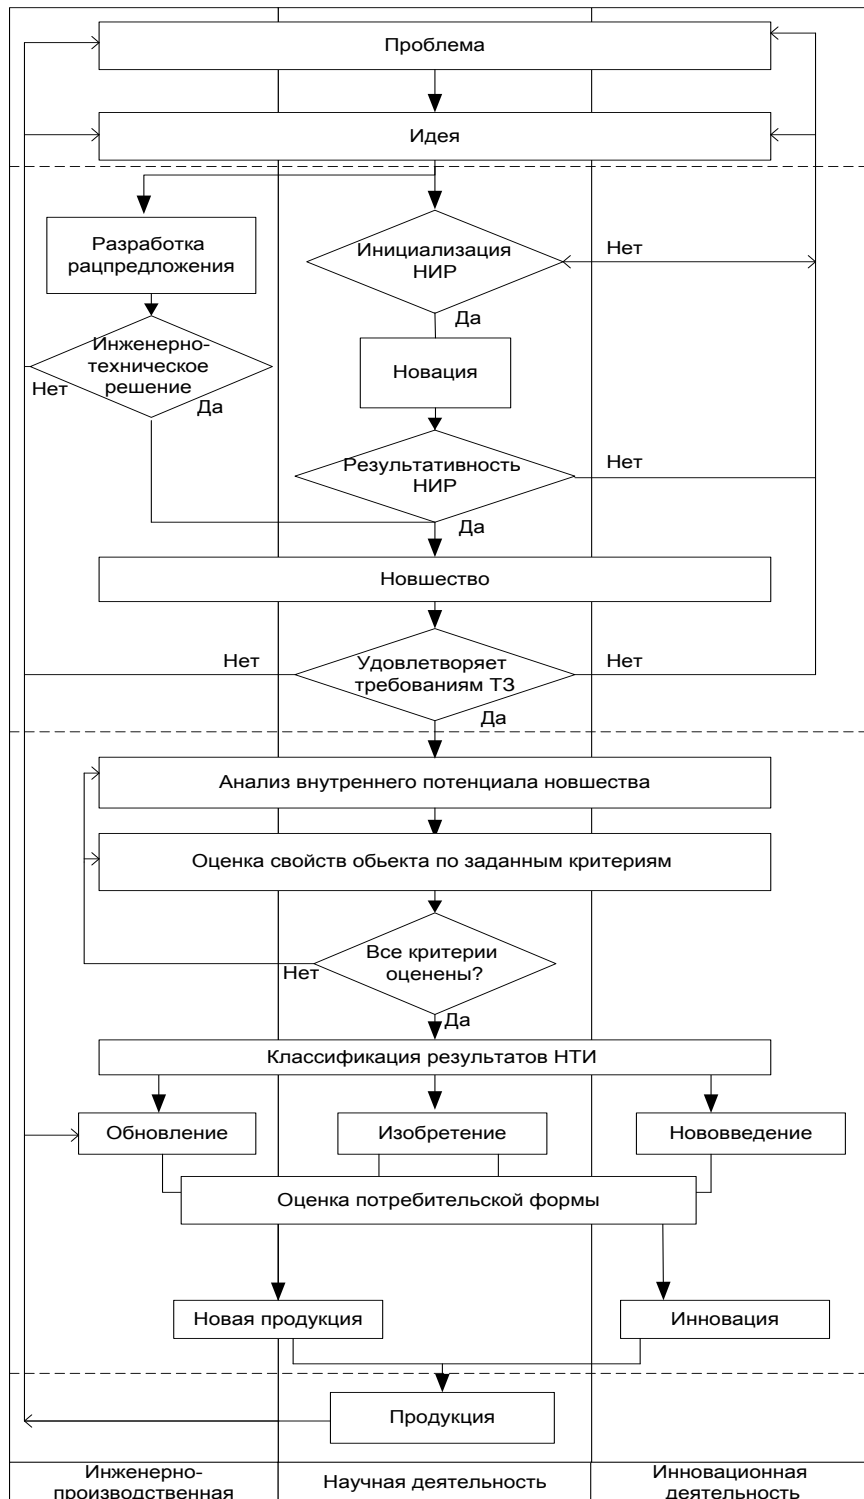 Проблема
Идея
Разработка
рацпредложения
Инициализация
НИР
Нет
Да
Инженерно-
техническое
решение
Нет
Да
Новация
Результативность
НИР
Нет
Да
Новшество
Нет
Удовлетворяет
требованиям ТЗ
Нет
Да
Анализ внутреннего потенциала новшества
Оценка свойств обьекта по заданным критериям
Все критерии
оценены?
Нет
Да
Классификация результатов НТИ
Обновление
Изобретение
Нововведение
Оценка потребительской формы
Новая продукция
Инновация
Продукция
Инженерно-
производственная
Научная деятельность
Инновационная
деятельность